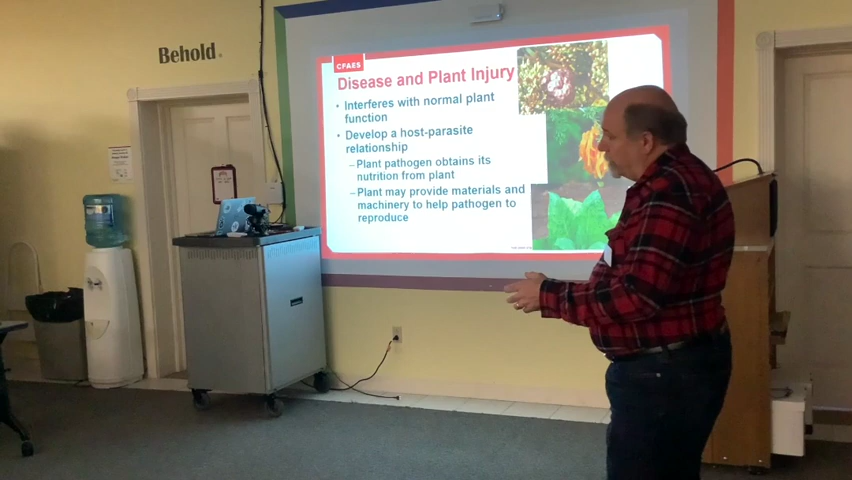 Behold
CFAES
Disease and Plant Injury
• Interferes with normal plant
function
• Develop a host-parasite
relationship
–Plant pathogen obtains its
nutrition from plant
–Plant may provide materials and
machinery to help pathogen to
reproduce